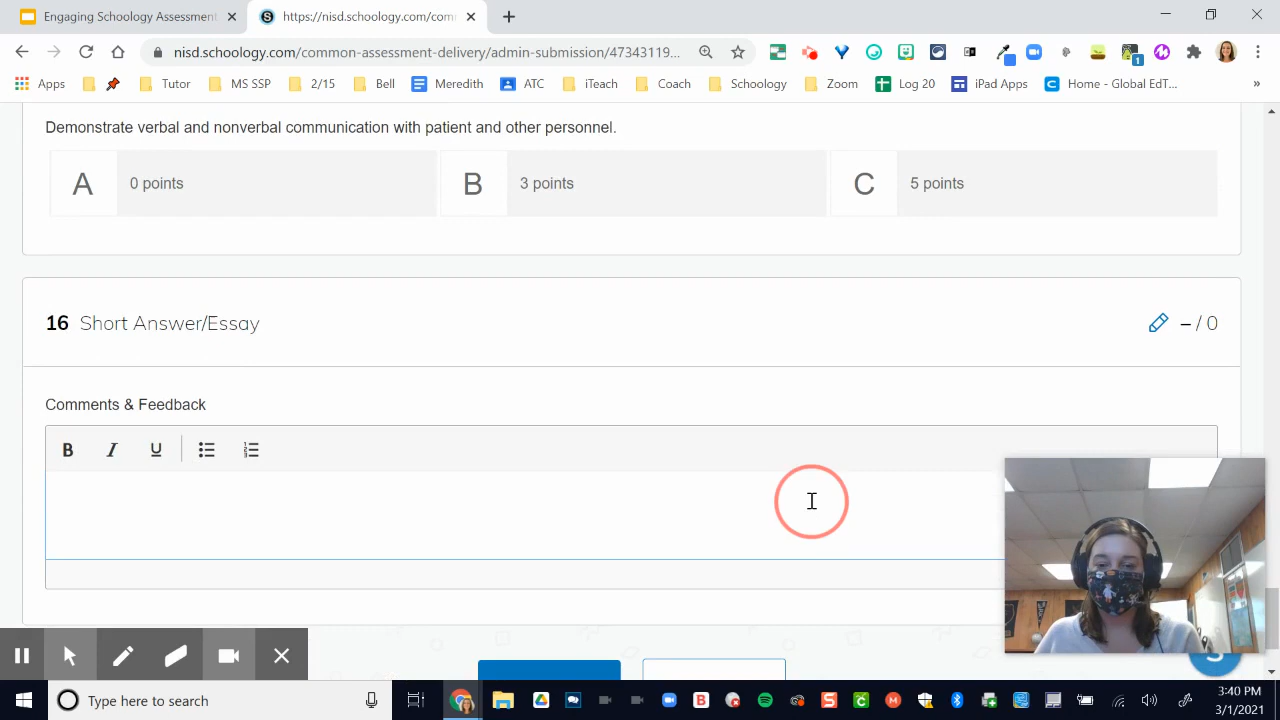 Engaging Schoology Assessment
https://nisd.schoology.com/com
nisd.schoology.com/common-assessment-delivery/admin-submission/47343119...
Apps Tutor MS SSP 2/15 Bell Meredith ATC iTeach Coach Schoology Zoom Log 20 iPad Apps Home - Global EdT... »
Demonstrate verbal and nonverbal communication with patient and other personnel.
A 0 points B 3 points C 5 points
16 Short Answer/Essay – / 0
Comments & Feedback
B I U
Type here to search
3:40 PM
3/1/2021